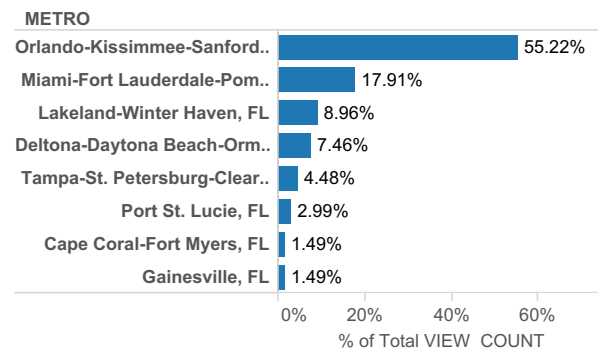 METRO
Orlando-Kissimmee-Sanford.. 55.22%
Miami-Fort Lauderdale-Pom.. 17.91%
Lakeland-Winter Haven, FL 8.96%
Deltona-Daytona Beach-Orm.. 7.46%
Tampa-St. Petersburg-Clear.. 4.48%
Port St. Lucie, FL 2.99%
Cape Coral-Fort Myers, FL 1.49%
Gainesville, FL 1.49%
0% 20% 40% 60%
% of Total VIEW_COUNT